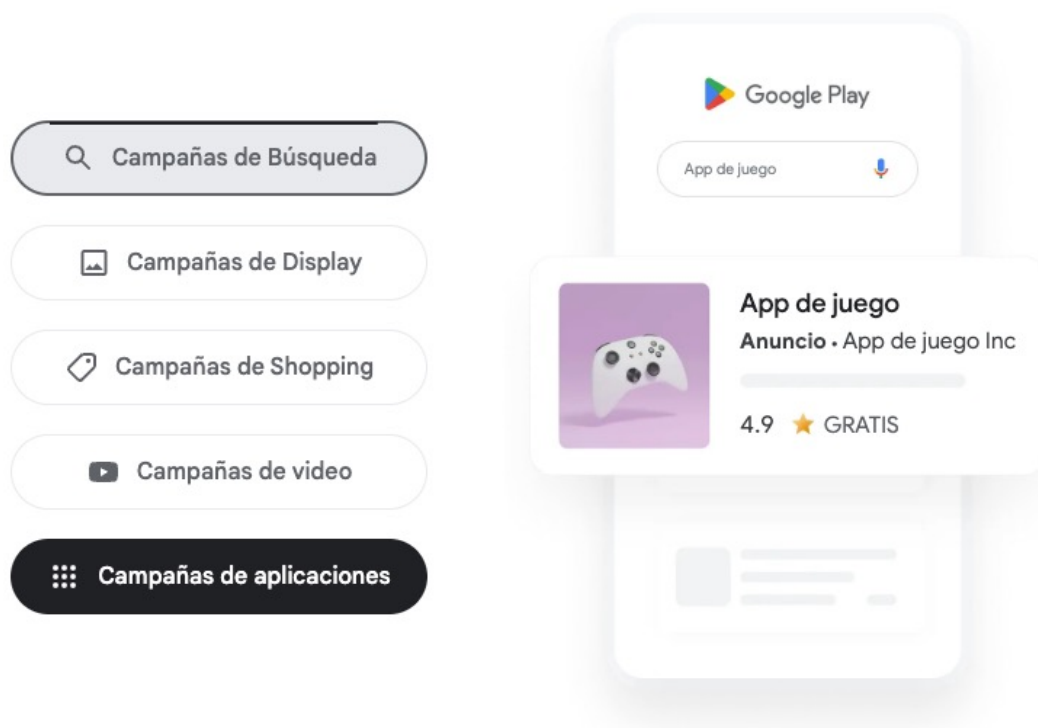 Campañas de Búsqueda
Campañas de Display
Campañas de Shopping
Campañas de video
Campañas de aplicaciones
Google Play
App de juego
App de juego
Anuncio • App de juego Inc
4.9 GRATIS